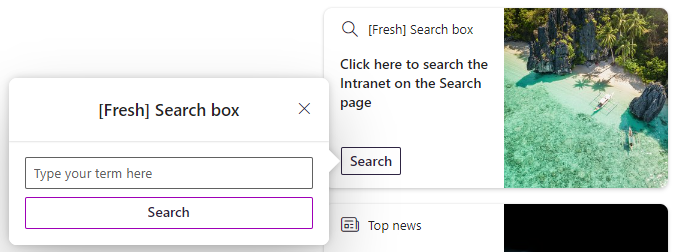 [Fresh] Search box
Click here to search the
Intranet on the Search
page
Search
[Fresh] Search box
Type your term here
Search
Top news